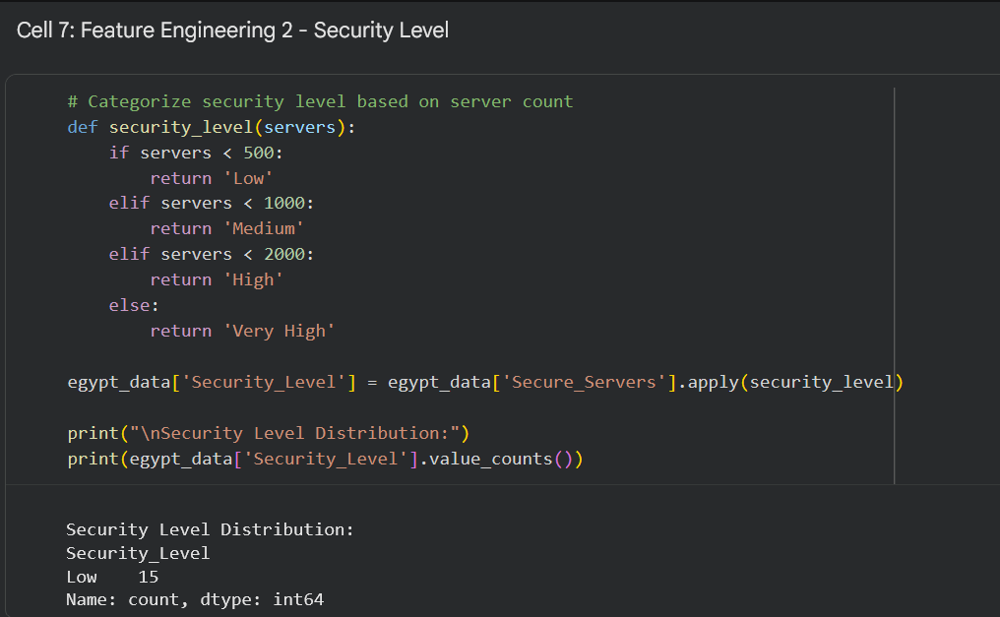 Cell 7: Feature Engineering 2 - Security Level
# Categorize security level based on server count
def security_level(servers):
    if servers < 500:
        return 'Low'
    elif servers < 1000:
        return 'Medium'
    elif servers < 2000:
        return 'High'
    else:
        return 'Very High'
egypt_data['Security_Level'] = egypt_data['Secure_Servers'].apply(security_level)
print("\nSecurity Level Distribution:")
print(egypt_data['Security_Level'].value_counts())
Security Level Distribution:
Security_Level
Low    15
Name: count, dtype: int64